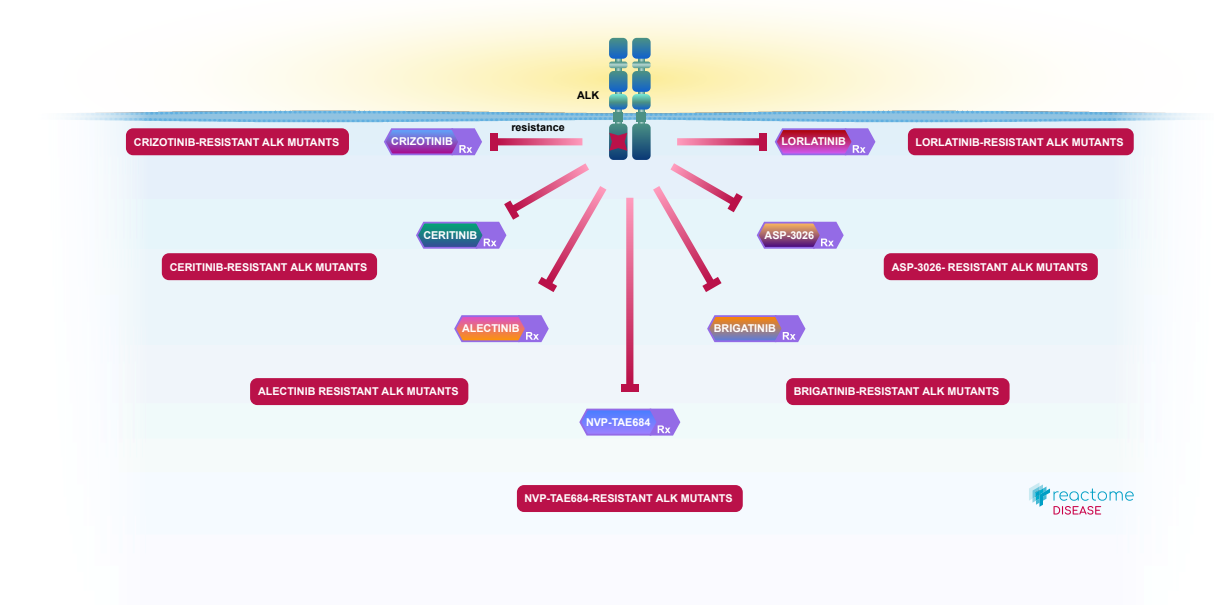 ALK
resistance
CRIZOTINIB-RESISTANT ALK MUTANTS
CRIZOTINIB
Rx
LORLATINIB
Rx
LORLATINIB-RESISTANT ALK MUTANTS
CERITINIB
Rx
ASP-3026
Rx
CERITINIB-RESISTANT ALK MUTANTS
ASP-3026- RESISTANT ALK MUTANTS
ALECTINIB
Rx
BRIGATINIB
Rx
ALECTINIB RESISTANT ALK MUTANTS
BRIGATINIB-RESISTANT ALK MUTANTS
NVP-TAE684
Rx
NVP-TAE684-RESISTANT ALK MUTANTS
reactome
DISEASE